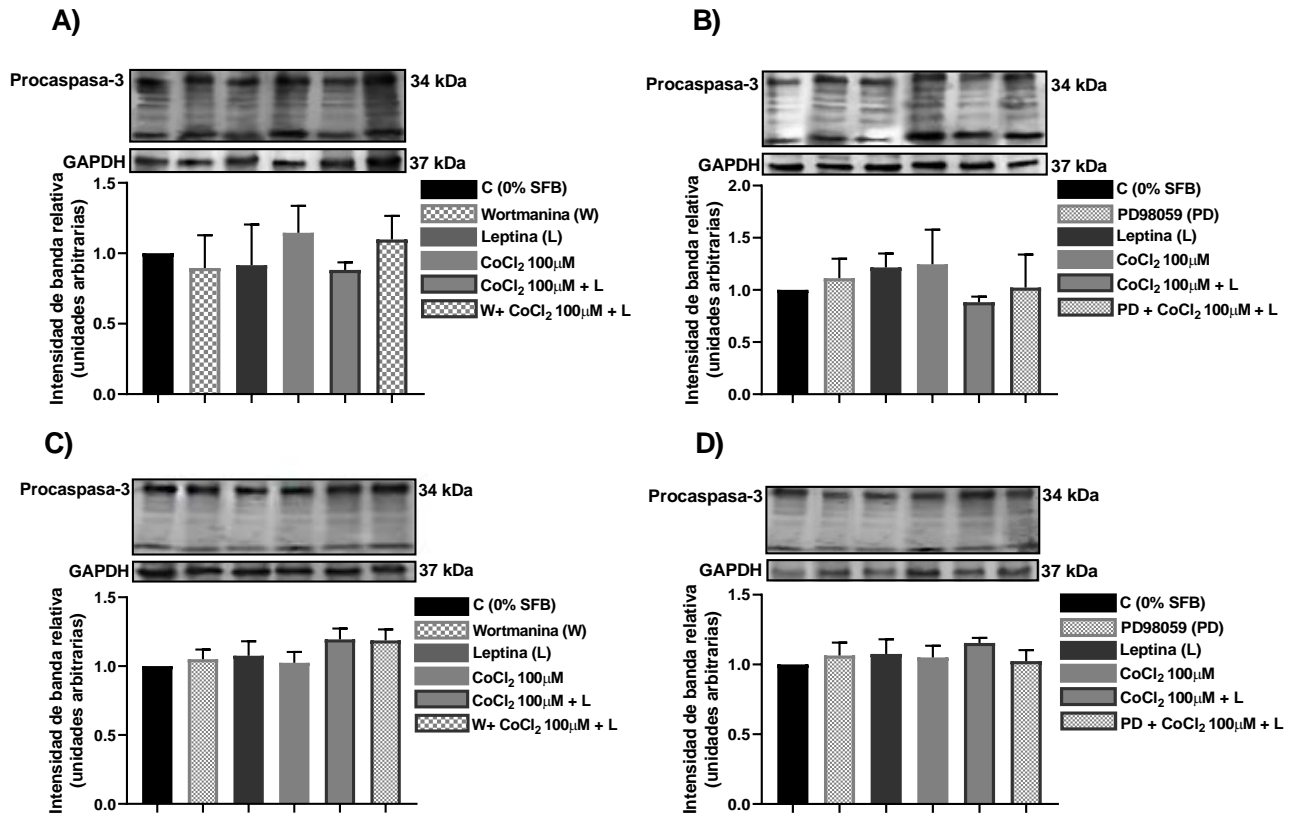 A)
Procaspasa-3
34 kDa
GAPDH
37 kDa
Intensidad de banda relativa
(unidades arbitrarias)
1.5
1.0
0.5
0.0
C (0% SFB)
Wortmanina (W)
Leptina (L)
CoCl₂ 100μM
CoCl₂ 100μM + L
W+ CoCl₂ 100μM + L
B)
Procaspasa-3
34 kDa
GAPDH
37 kDa
Intensidad de banda relativa
(unidades arbitrarias)
2.0
1.5
1.0
0.5
0.0
C (0% SFB)
PD98059 (PD)
Leptina (L)
CoCl₂ 100μM
CoCl₂ 100μM + L
PD + CoCl₂ 100μM + L
C)
Procaspasa-3
34 kDa
GAPDH
37 kDa
Intensidad de banda relativa
(unidades arbitrarias)
1.5
1.0
0.5
0.0
C (0% SFB)
Wortmanina (W)
Leptina (L)
CoCl₂ 100μM
CoCl₂ 100μM + L
W+ CoCl₂ 100μM + L
D)
Procaspasa-3
34 kDa
GAPDH
37 kDa
Intensidad de banda relativa
(unidades arbitrarias)
1.5
1.0
0.5
0.0
C (0% SFB)
PD98059 (PD)
Leptina (L)
CoCl₂ 100μM
CoCl₂ 100μM + L
PD + CoCl₂ 100μM + L